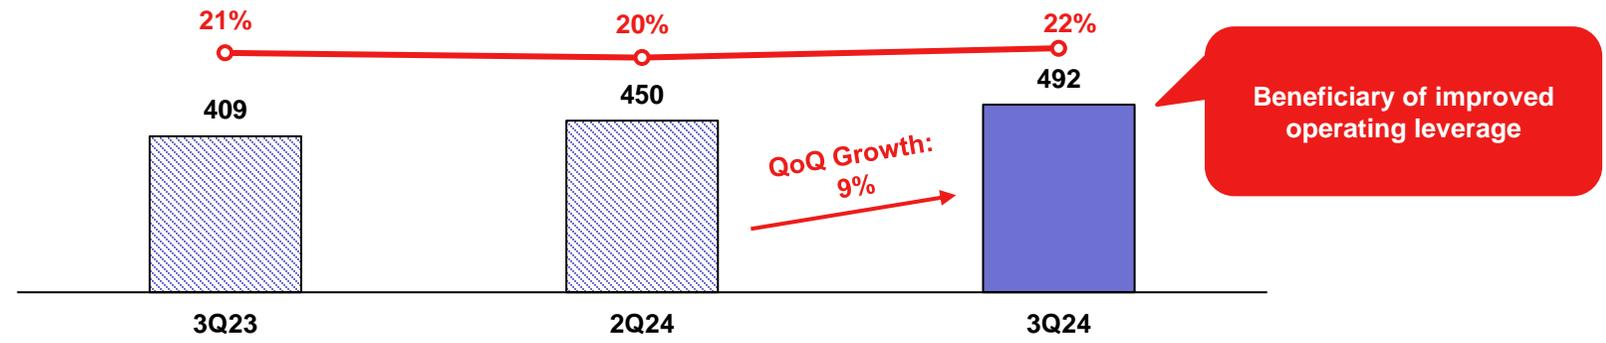 21%
20%
22%
409
450
492
QoQ Growth:
9%
Beneficiary of improved
operating leverage
3Q23
2Q24
3Q24